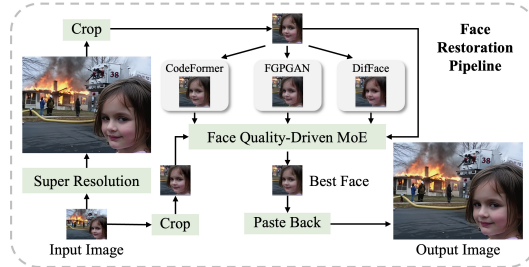 Crop
Face
Restoration
Pipeline
CodeFormer
FGPGAN
DifFace
38
Face Quality-Driven MoE
38
Super Resolution
Best Face
Crop
Paste Back
Input Image
Output Image